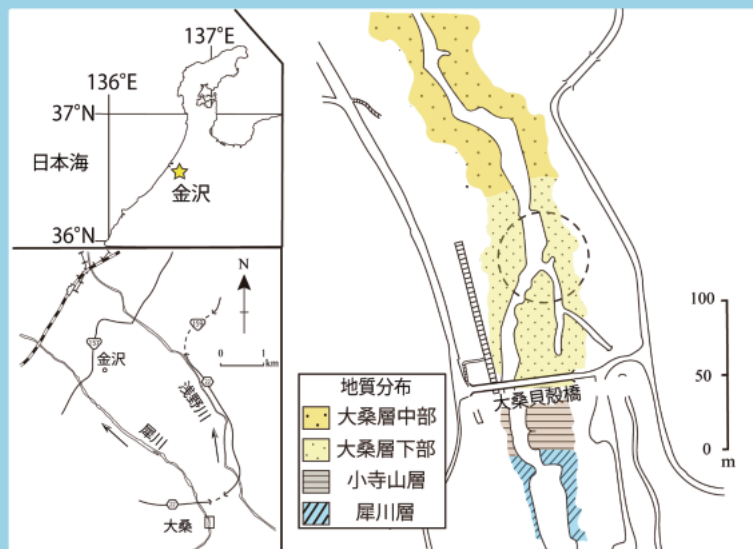 137°E
136°E
37°N
日本海
金沢
36°N
N
159
157
金沢
0 1
km
浅野川
犀川
大桑
地質分布
大桑層中部
大桑層下部
小寺山層
犀川層
大桑貝殻橋
100
50
0
m